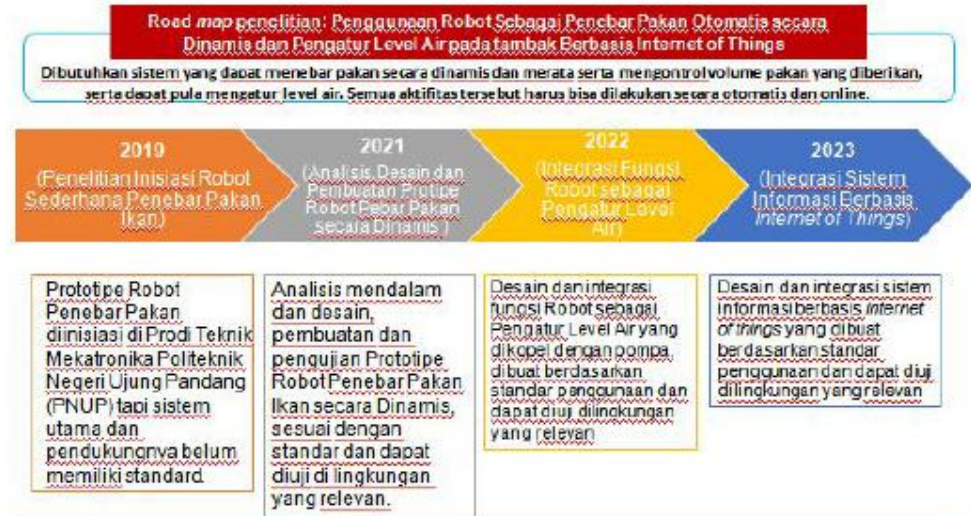 Road map penelitian: Penggunaan Robot Sebagai Penebar Pakan Otomatis secara
Dinamis dan Pengatur Level Air pada tambak Berbasis Internet of Things
Dibutuhkan sistem yang dapat menebar pakan secara dinamis dan merata serta mengontrol volume pakan yang diberikan,
serta dapat pula mengatur level air. Semua aktifitas tersebut harus bisa dilakukan secara otomatis dan online.
2019
(Penelitian Inisiasi Robot
Sederhana Penebar Pakan
Ikan)
2021
(Analisis, Desain dan
Pembuatan Protipe
Robot Pebar Pakan
secara Dinamis )
2022
(Integrasi Fungsi
Robot sebagai
Pengatur Level
Air)
2023
(Integrasi Sistem
Informasi Berbasis
Internet of Things)
Prototipe Robot
Penebar Pakan
diinisiasi di Prodi Teknik
Mekatronika Politeknik
Negeri Ujung Pandang
(PNUP) tapi sistem
utama dan
pendukungnya belum
memiliki standard.
Analisis mendalam
dan desain,
pembuatan dan
pengujian Prototipe
Robot Penebar Pakan
Ikan secara Dinamis,
sesuai dengan
standar dan dapat
diuji di lingkungan
yang relevan.
Desain dan integrasi
fungsi Robot sebagai
Pengatur Level Air yang
dikopel dengan pompa,
dibuat berdasarkan
standar penggunaan dan
dapat diuji dilingkungan
yang relevan
Desain dan integrasi sistem
informasi berbasis internet
of things yang dibuat
berdasarkan standar
penggunaan dan dapat diuji
dilingkungan yang relevan